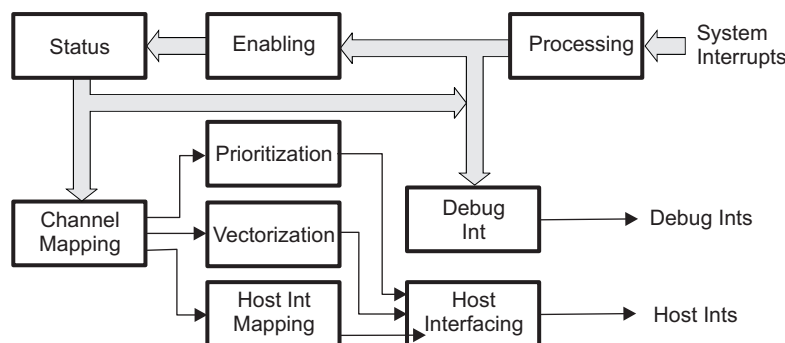 Status
Enabling
Processing
System
Interrupts
Prioritization
Channel
Mapping
Vectorization
Debug
Int
Debug Ints
Host Int
Mapping
Host
Interfacing
Host Ints